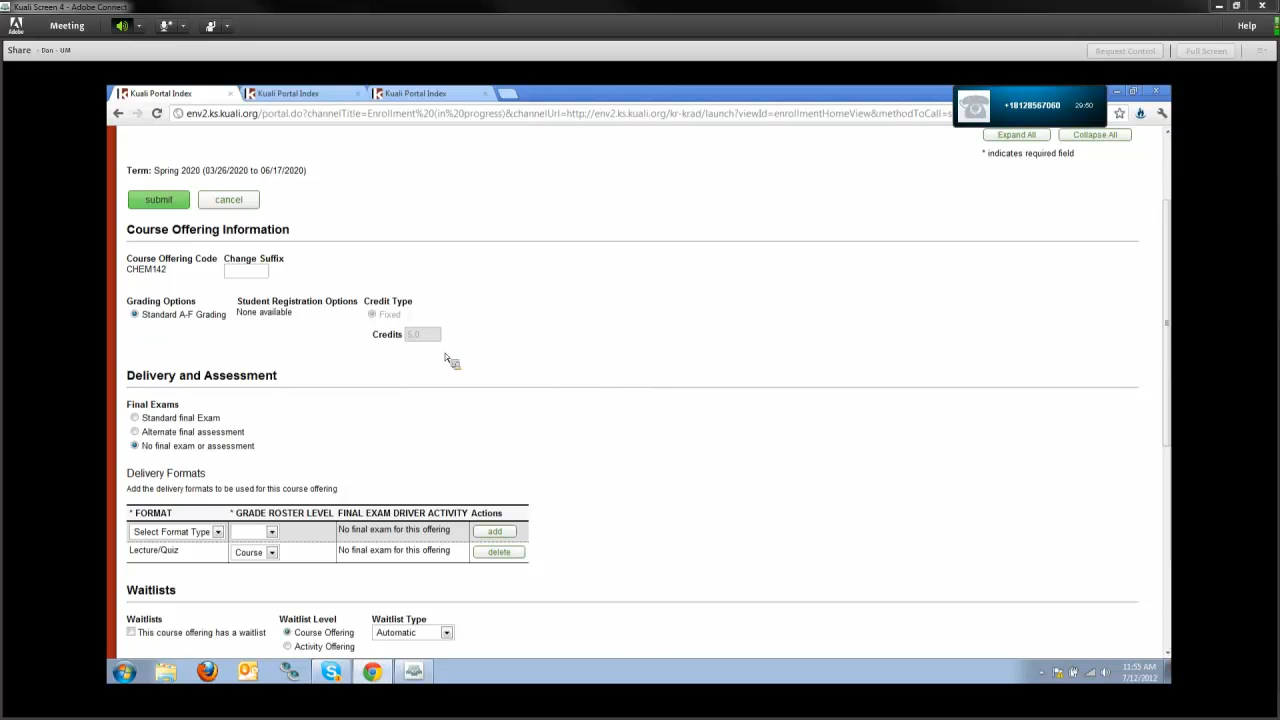 Kuali Screen 4 - Adobe Connect
Meeting
Help
Share
Don - UM
Request Control
Full Screen
Kuali Portal Index
Kuali Portal Index
Kuali Portal Index
+18128567060
29:50
env2.ks.kuali.org/portal.do?channelTitle=Enrollment%20(in%20progress)&channelUrl=http://env2.ks.kuali.org/kr-krad/launch?viewId=enrollmentHomeView&methodToCall=s
Expand All
Collapse All
* indicates required field
Term: Spring 2020 (03/26/2020 to 06/17/2020)
submit
cancel
Course Offering Information
Course Offering Code
Change Suffix
CHEM142
Grading Options
Student Registration Options
Credit Type
Standard A-F Grading
None available
Fixed
Credits
5.0
Delivery and Assessment
Final Exams
Standard final Exam
Alternate final assessment
No final exam or assessment
Delivery Formats
Add the delivery formats to be used for this course offering
* FORMAT
* GRADE ROSTER LEVEL
FINAL EXAM DRIVER ACTIVITY
Actions
Select Format Type
No final exam for this offering
add
Lecture/Quiz
Course
No final exam for this offering
delete
Waitlists
Waitlists
Waitlist Level
Waitlist Type
This course offering has a waitlist
Course Offering
Automatic
Activity Offering
11:55 AM
7/12/2012